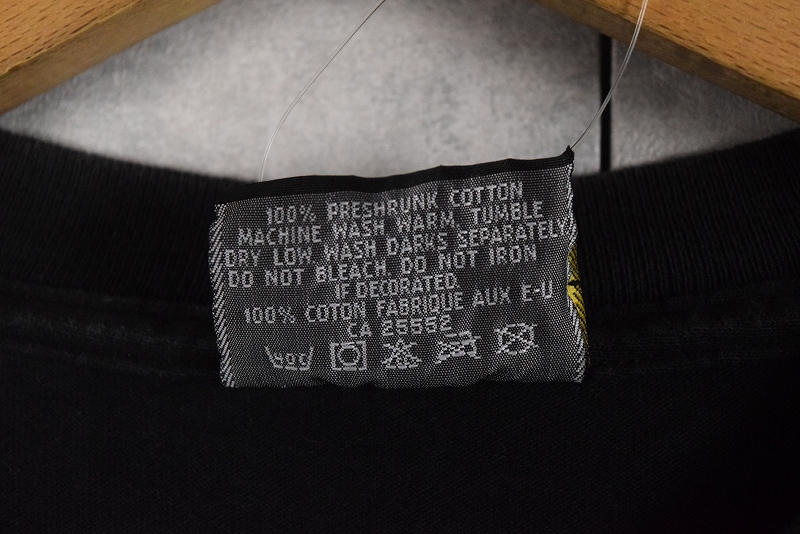 100% PRESHRUNK COTTON
MACHINE WASH WARM, TUMBLE
DRY LOW, WASH DARKS SEPARATELY
DO NOT BLEACH. DO NOT IRON
IF DECORATED.
100% COTON FABRIQUE AUX E-U
CA 25552